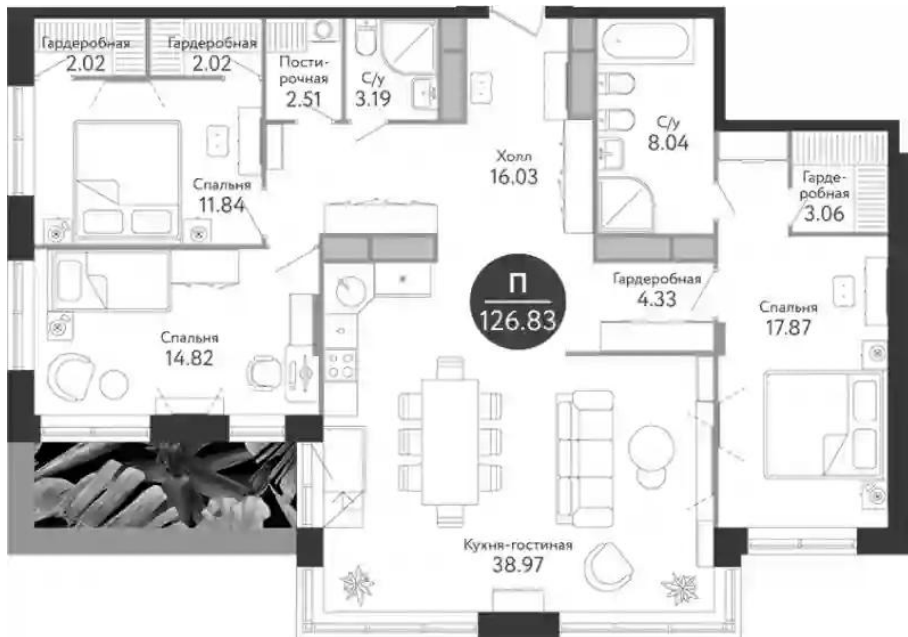 Гардеробная
2.02
Гардеробная
2.02
Пости-
рочная
2.51
С/у
3.19
Холл
16.03
С/у
8.04
Гарде-
робная
3.06
Спальня
11.84
Гардеробная
4.33
П
126.83
Спальня
17.87
Спальня
14.82
Кухня-гостиная
38.97